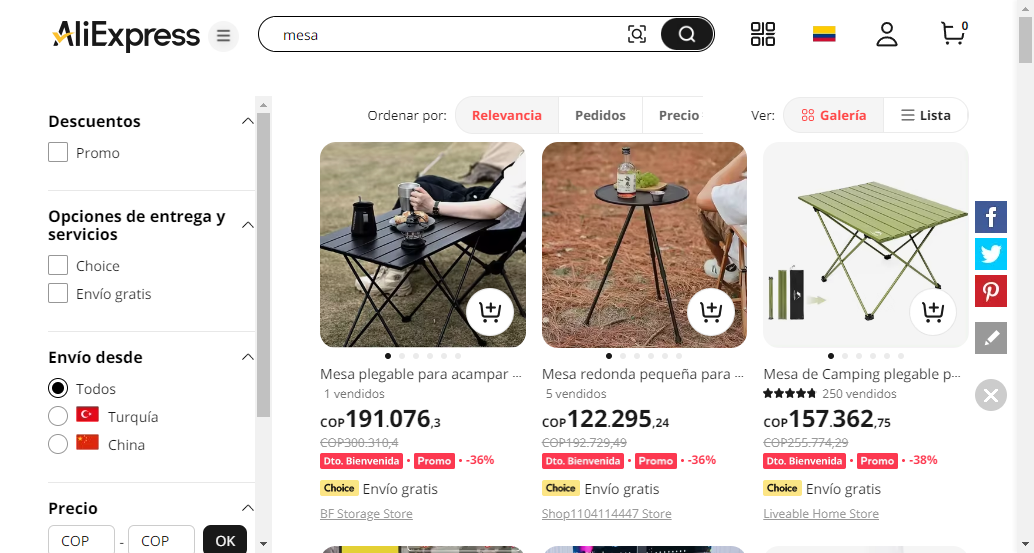 AliExpress
mesa
0
Descuentos
Promo
Opciones de entrega y
servicios
Choice
Envío gratis
Envío desde
Todos
Turquía
China
Precio
COP - COP OK
Ordenar por: Relevancia Pedidos Precio
Ver: Galería Lista
Mesa plegable para acampar ...
1 vendidos
COP191.076,3
COP300.310,4
Dto. Bienvenida · Promo · -36%
Choice Envío gratis
BF Storage Store
Mesa redonda pequeña para ...
5 vendidos
COP122.295,24
COP192.729,49
Dto. Bienvenida · Promo · -36%
Choice Envío gratis
Shop1104114447 Store
Mesa de Camping plegable p...
250 vendidos
COP157.362,75
COP255.774,29
Dto. Bienvenida · Promo · -38%
Choice Envío gratis
Liveable Home Store